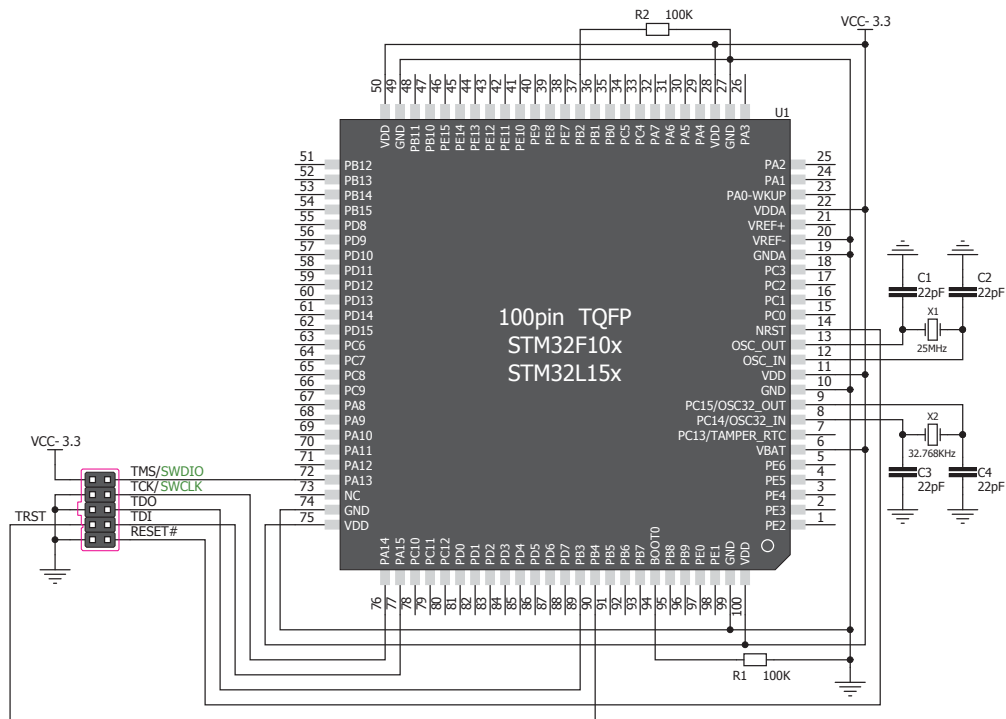 R2 100K
VCC- 3.3
50 49 48 47 46 45 44 43 42 41 40 39 38 37 36 35 34 33 32 31 30 29 28 27 26
U1
VDD GND PB11 PB10 PE15 PE14 PE13 PE12 PE11 PE10 PE9 PE8 PE7 PB2 PB1 PB0 PC5 PC4 PA7 PA6 PA5 PA4 VDD GND PA3
51 PB12
52 PB13
53 PB14
54 PB15
55 PD8
56 PD9
57 PD10
58 PD11
59 PD12
60 PD13
61 PD14
62 PD15
63 PC6
64 PC7
65 PC8
66 PC9
67 PA8
68 PA9
69 PA10
70 PA11
71 PA12
72 PA13
73 NC
74 GND
75 VDD
100pin TQFP
STM32F10x
STM32L15x
PA2 25
PA1 24
PA0-WKUP 23
VDDA 22
VREF+ 21
VREF- 20
GNDA 19
PC3 18
PC2 17
PC1 16
PC0 15
NRST 14
OSC_OUT 13
OSC_IN 12
VDD 11
GND 10
PC15/OSC32_OUT 9
PC14/OSC32_IN 8
PC13/TAMPER_RTC 7
VBAT 6
PE6 5
PE5 4
PE4 3
PE3 2
PE2 1
C1
22pF
C2
22pF
X1
25MHz
X2
32.768KHz
C3
22pF
C4
22pF
VCC- 3.3
TMS/SWDIO
TCK/SWCLK
TDO
TRST
TDI
RESET#
PA14 PA15 PC10 PC11 PC12 PD0 PD1 PD2 PD3 PD4 PD5 PD6 PD7 PB3 PB4 PB5 PB6 PB7 BOOT0 PB8 PB9 PE0 PE1 GND VDD
76 77 78 79 80 81 82 83 84 85 86 87 88 89 90 91 92 93 94 95 96 97 98 99 100
R1 100K